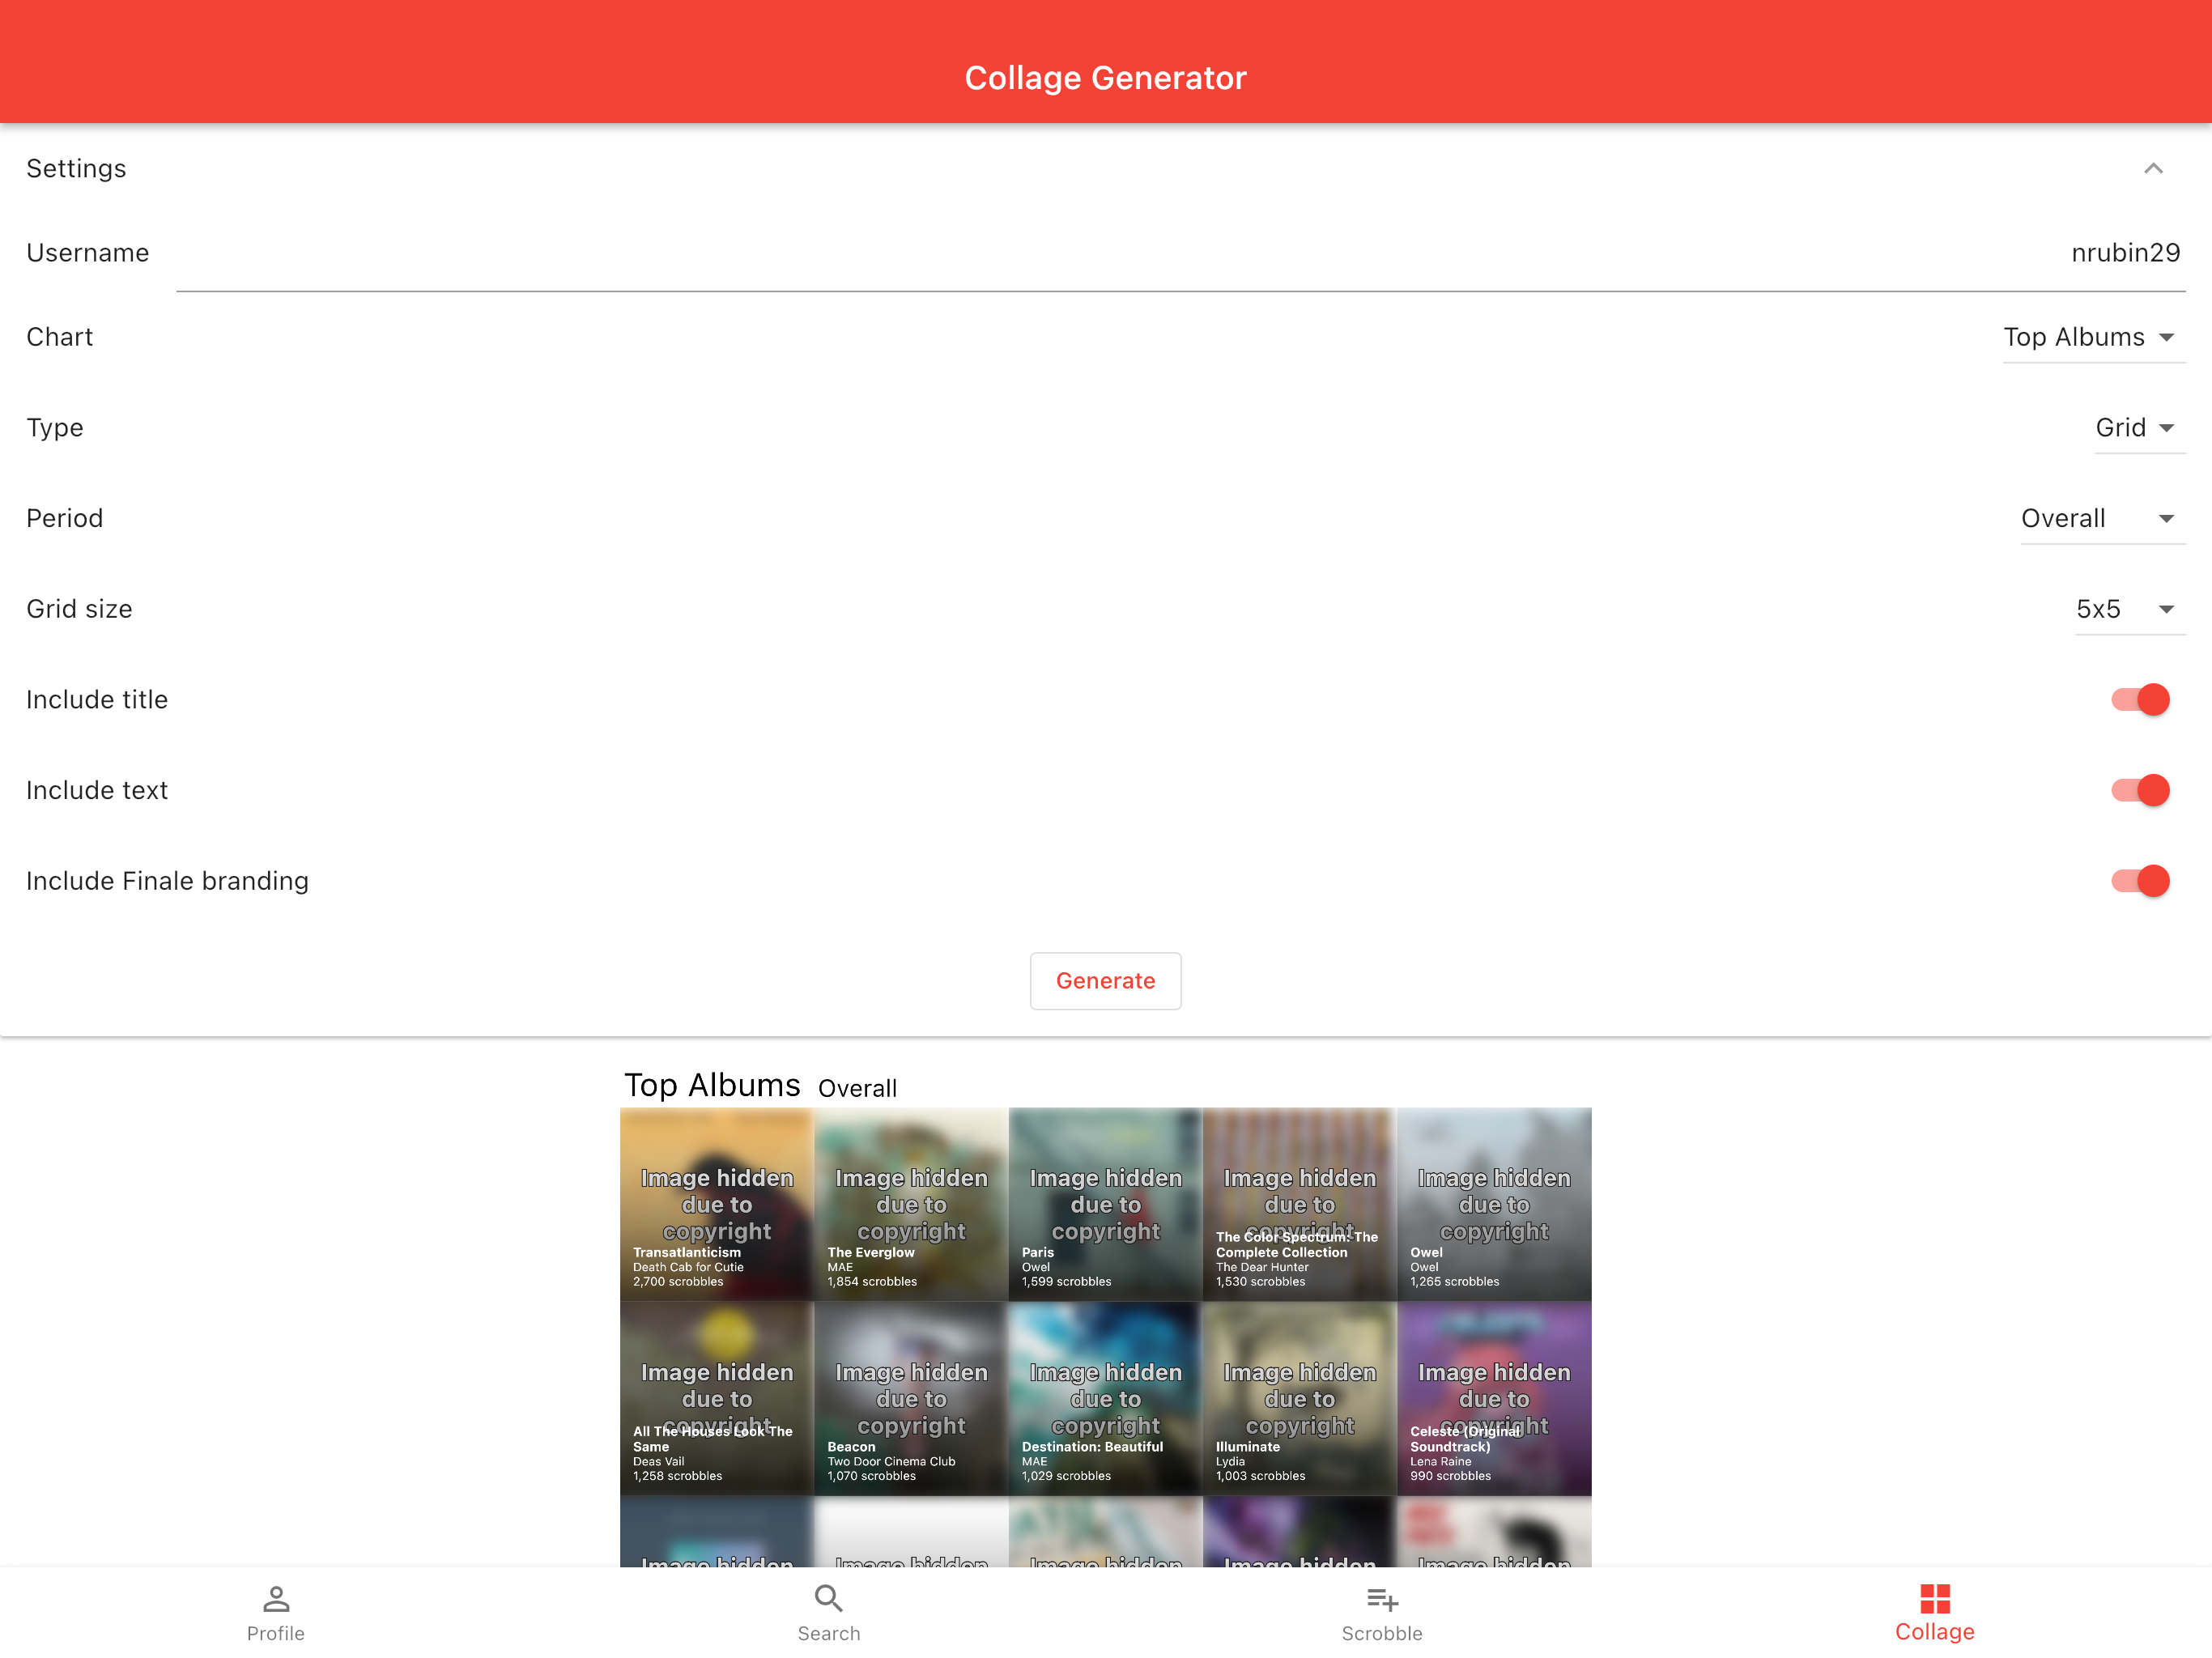 Collage Generator
Settings
Username nrubin29
Chart Top Albums
Type Grid
Period Overall
Grid size 5x5
Include title
Include text
Include Finale branding
Generate
Top Albums Overall
Image hidden
due to
copyright
Transatlanticism
Death Cab for Cutie
2,700 scrobbles
Image hidden
due to
copyright
The Everglow
MAE
1,854 scrobbles
Image hidden
due to
copyright
Paris
Owel
1,599 scrobbles
Image hidden
due to
copyright
The Color Spectrum: The
Complete Collection
The Dear Hunter
1,530 scrobbles
Image hidden
due to
copyright
Owel
Owel
1,265 scrobbles
Image hidden
due to
copyright
All The Houses Look The
Same
Deas Vail
1,258 scrobbles
Image hidden
due to
copyright
Beacon
Two Door Cinema Club
1,070 scrobbles
Image hidden
due to
copyright
Destination: Beautiful
MAE
1,029 scrobbles
Image hidden
due to
copyright
Illuminate
Lydia
1,003 scrobbles
Image hidden
due to
copyright
Celeste (Original
Soundtrack)
Lena Raine
990 scrobbles
Image hidden
Image hidden
Image hidden
Image hidden
Image hidden
Profile
Search
Scrobble
Collage